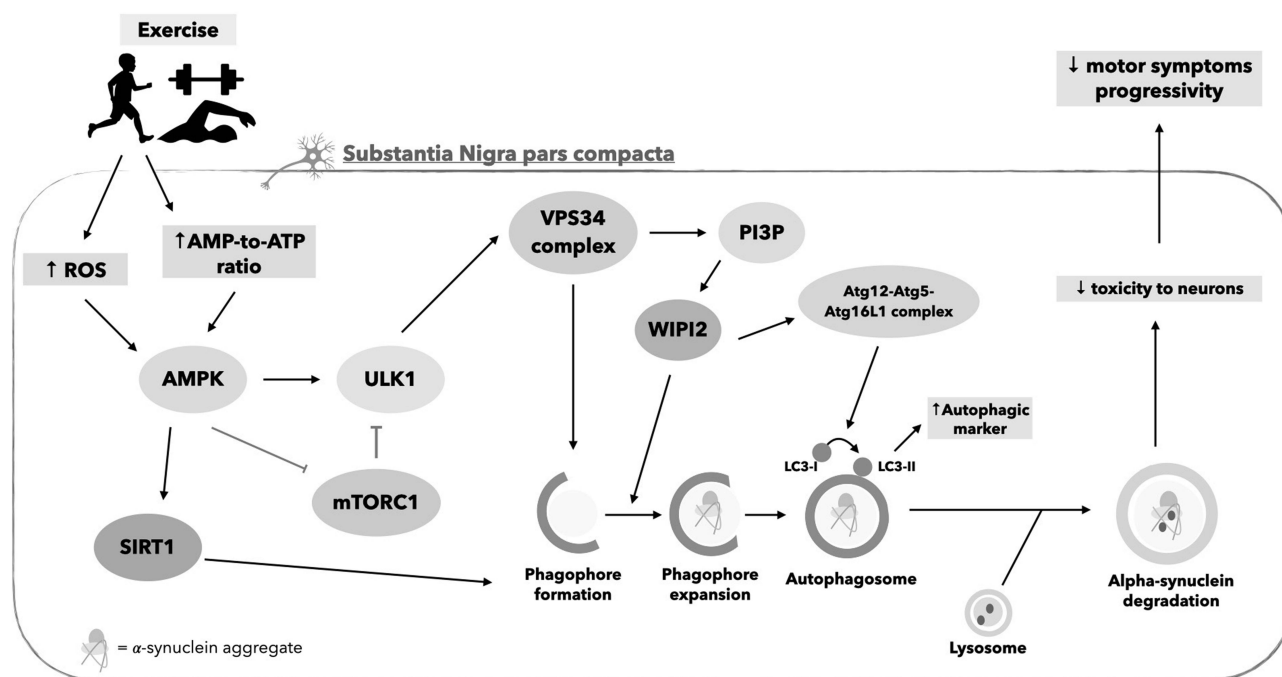 Exercise
↓ motor symptoms
progressivity
Substantia Nigra pars compacta
↑ ROS
↑AMP-to-ATP
ratio
VPS34
complex
PI3P
WIPI2
Atg12-Atg5-
Atg16L1 complex
↓ toxicity to neurons
AMPK
ULK1
mTORC1
SIRT1
↑Autophagic
marker
LC3-I
LC3-II
Phagophore
formation
Phagophore
expansion
Autophagosome
Lysosome
Alpha-synuclein
degradation
= α-synuclein aggregate